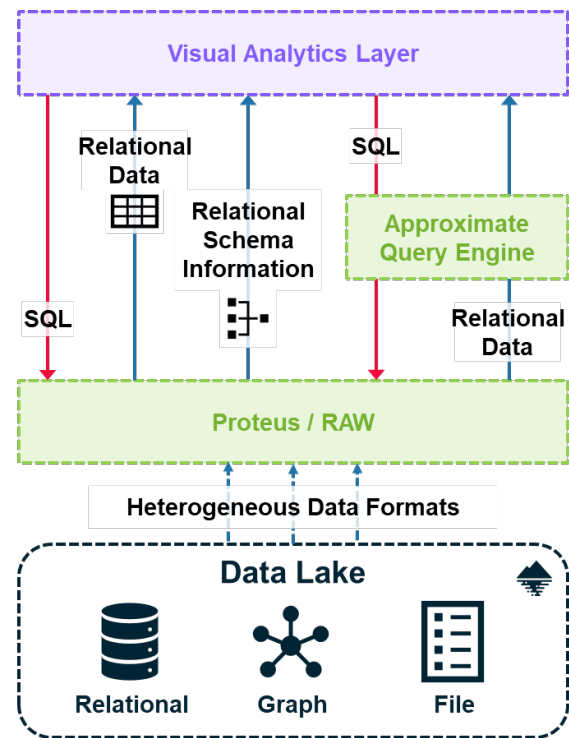 Visual Analytics Layer
Relational
Data
SQL
Relational
Schema
Information
Approximate
Query Engine
SQL
Relational
Data
Proteus / RAW
Heterogeneous Data Formats
Data Lake
Relational
Graph
File